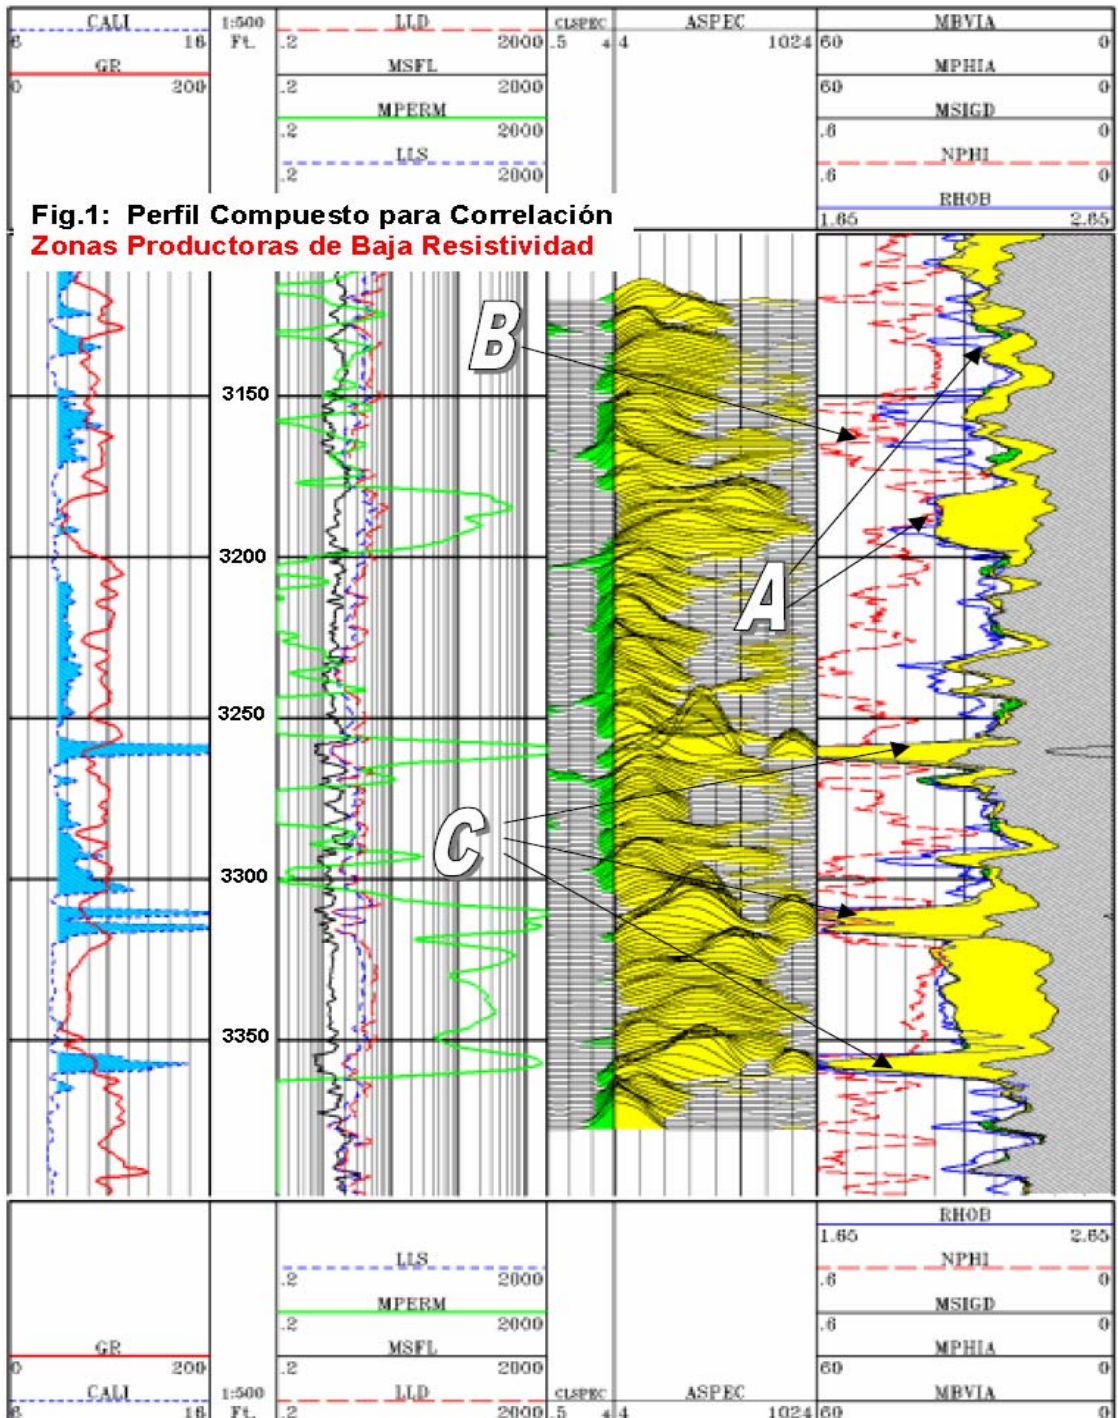 CALI 1:500 LLD CLSPEC ASPEC MBVIA
6 16 Ft. .2 2000 .5 4 4 1024 60 0
GR MSFL MPHIA
0 200 .2 2000 60 0
MPERM MSIGD
.2 2000 .6 0
LLS NPHI
.2 2000 .6 0
RHOB
1.65 2.65
Fig.1: Perfil Compuesto para Correlación
Zonas Productoras de Baja Resistividad
B
3150
3200
A
3250
C
3300
3350
RHOB
1.65 2.65
LLS NPHI
.2 2000 .6 0
MPERM MSIGD
.2 2000 .6 0
GR MSFL MPHIA
0 200 .2 2000 60 0
CALI 1:500 LLD CLSPEC ASPEC MBVIA
6 16 Ft. .2 2000 .5 4 4 1024 60 0